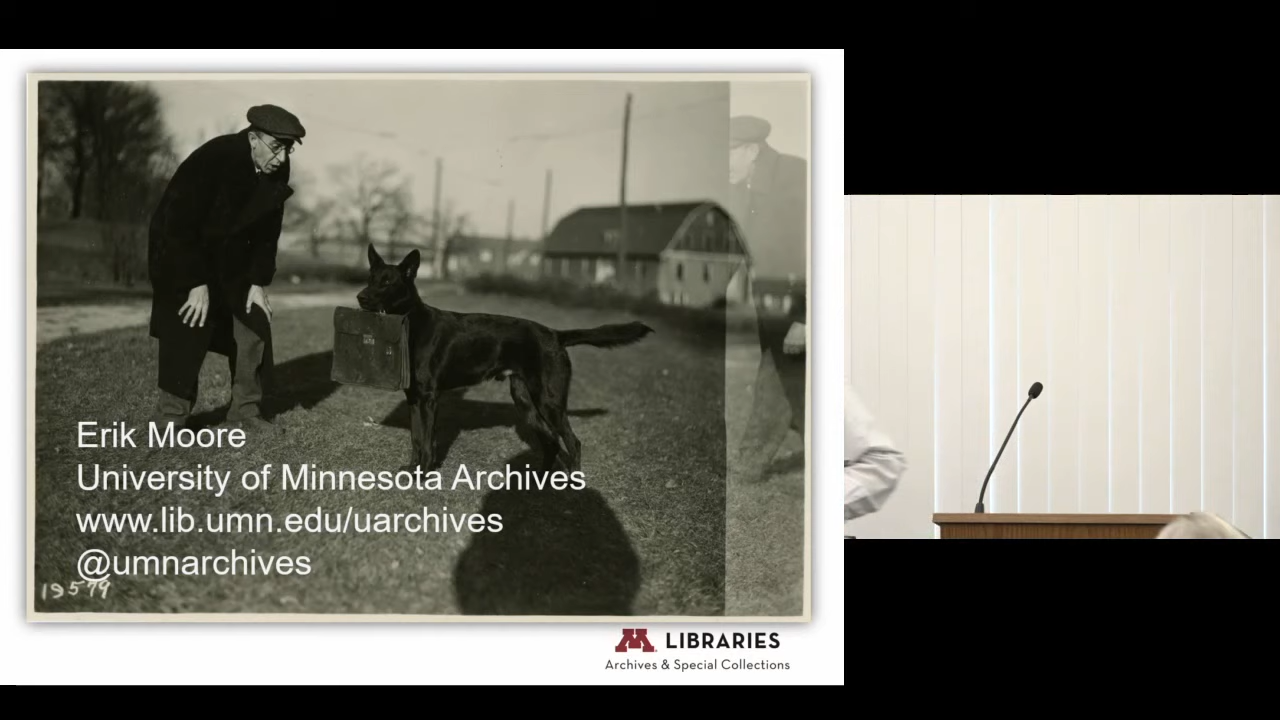 Erik Moore
University of Minnesota Archives
www.lib.umn.edu/uarchives
@umnarchives
19579
M LIBRARIES
Archives & Special Collections